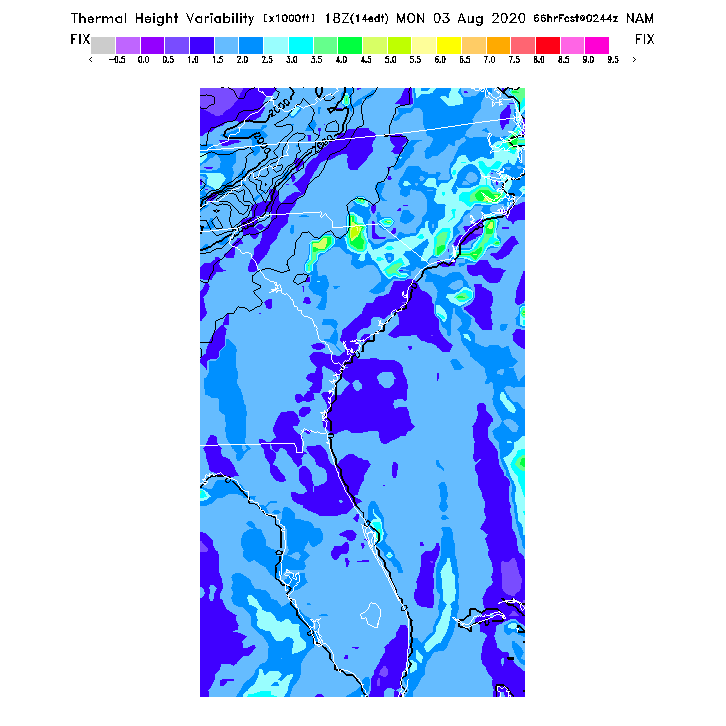 Thermal Height Variability [x1000ft] 18Z(14edt) MON 03 Aug 2020 66hrFcst@0244z NAM
FIX FIX
< -0.5 0.0 0.5 1.0 1.5 2.0 2.5 3.0 3.5 4.0 4.5 5.0 5.5 6.0 6.5 7.0 7.5 8.0 8.5 9.0 9.5 >
2000